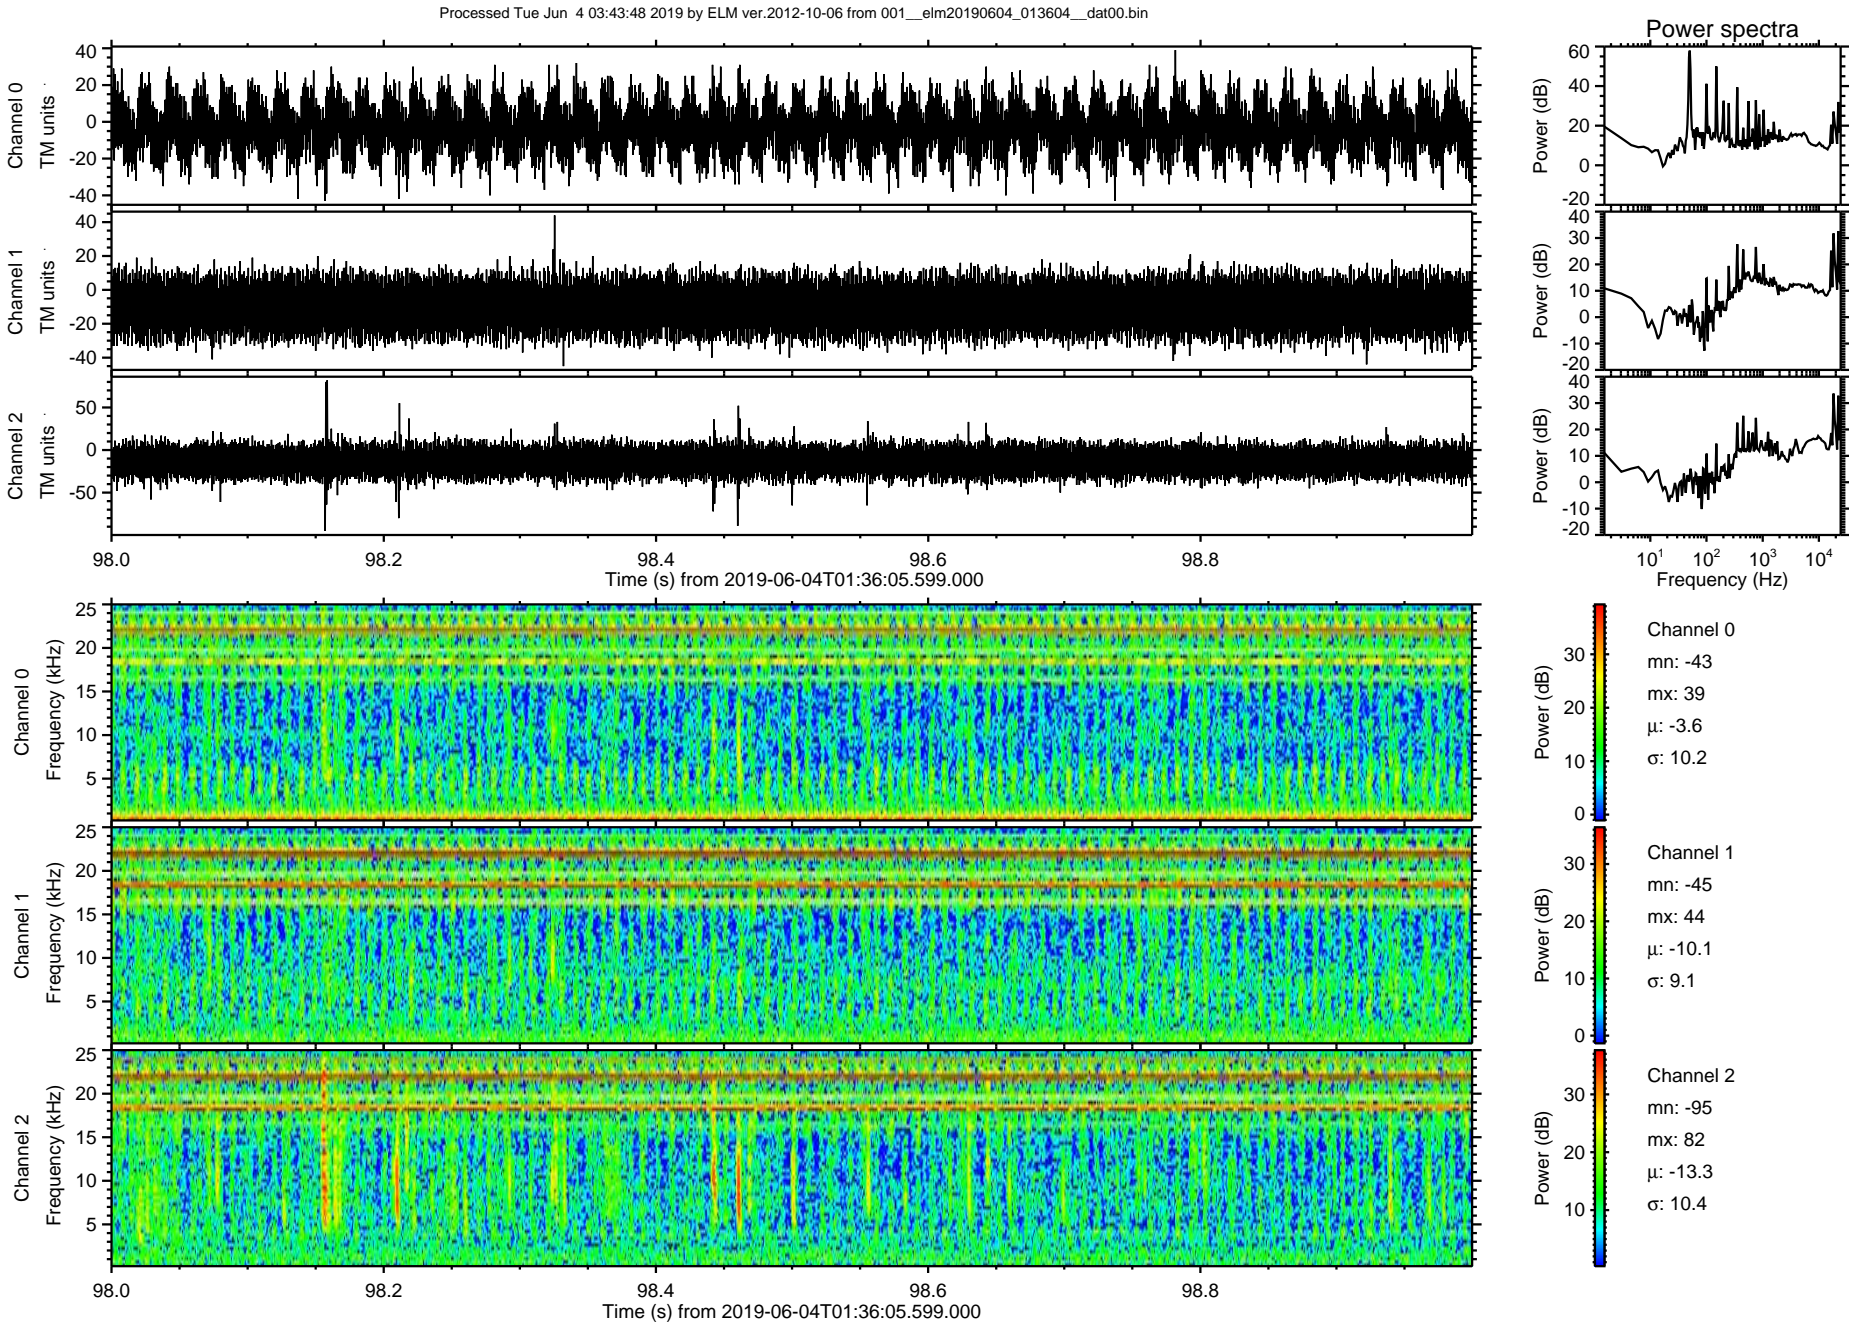 Processed Tue Jun  4 03:43:48 2019 by ELM ver.2012-10-06 from 001__elm20190604_013604__dat00.bin
Power spectra
Channel 0
TM units
40
20
0
-20
-40
Power (dB)
60
40
20
0
-20
Channel 1
TM units
40
20
0
-20
-40
Power (dB)
40
30
20
10
0
-10
-20
Channel 2
TM units
50
0
-50
Power (dB)
40
30
20
10
0
-10
-20
98.0 98.2 98.4 98.6 98.8
Time (s) from 2019-06-04T01:36:05.599.000
10^1 10^2 10^3 10^4
Frequency (Hz)
Channel 0
Frequency (kHz)
25
20
15
10
5
Power (dB)
30
20
10
0
Channel 0
mn: -43
mx: 39
μ: -3.6
σ: 10.2
Channel 1
Frequency (kHz)
25
20
15
10
5
Power (dB)
30
20
10
0
Channel 1
mn: -45
mx: 44
μ: -10.1
σ: 9.1
Channel 2
Frequency (kHz)
25
20
15
10
5
Power (dB)
30
20
10
Channel 2
mn: -95
mx: 82
μ: -13.3
σ: 10.4
98.0 98.2 98.4 98.6 98.8
Time (s) from 2019-06-04T01:36:05.599.000